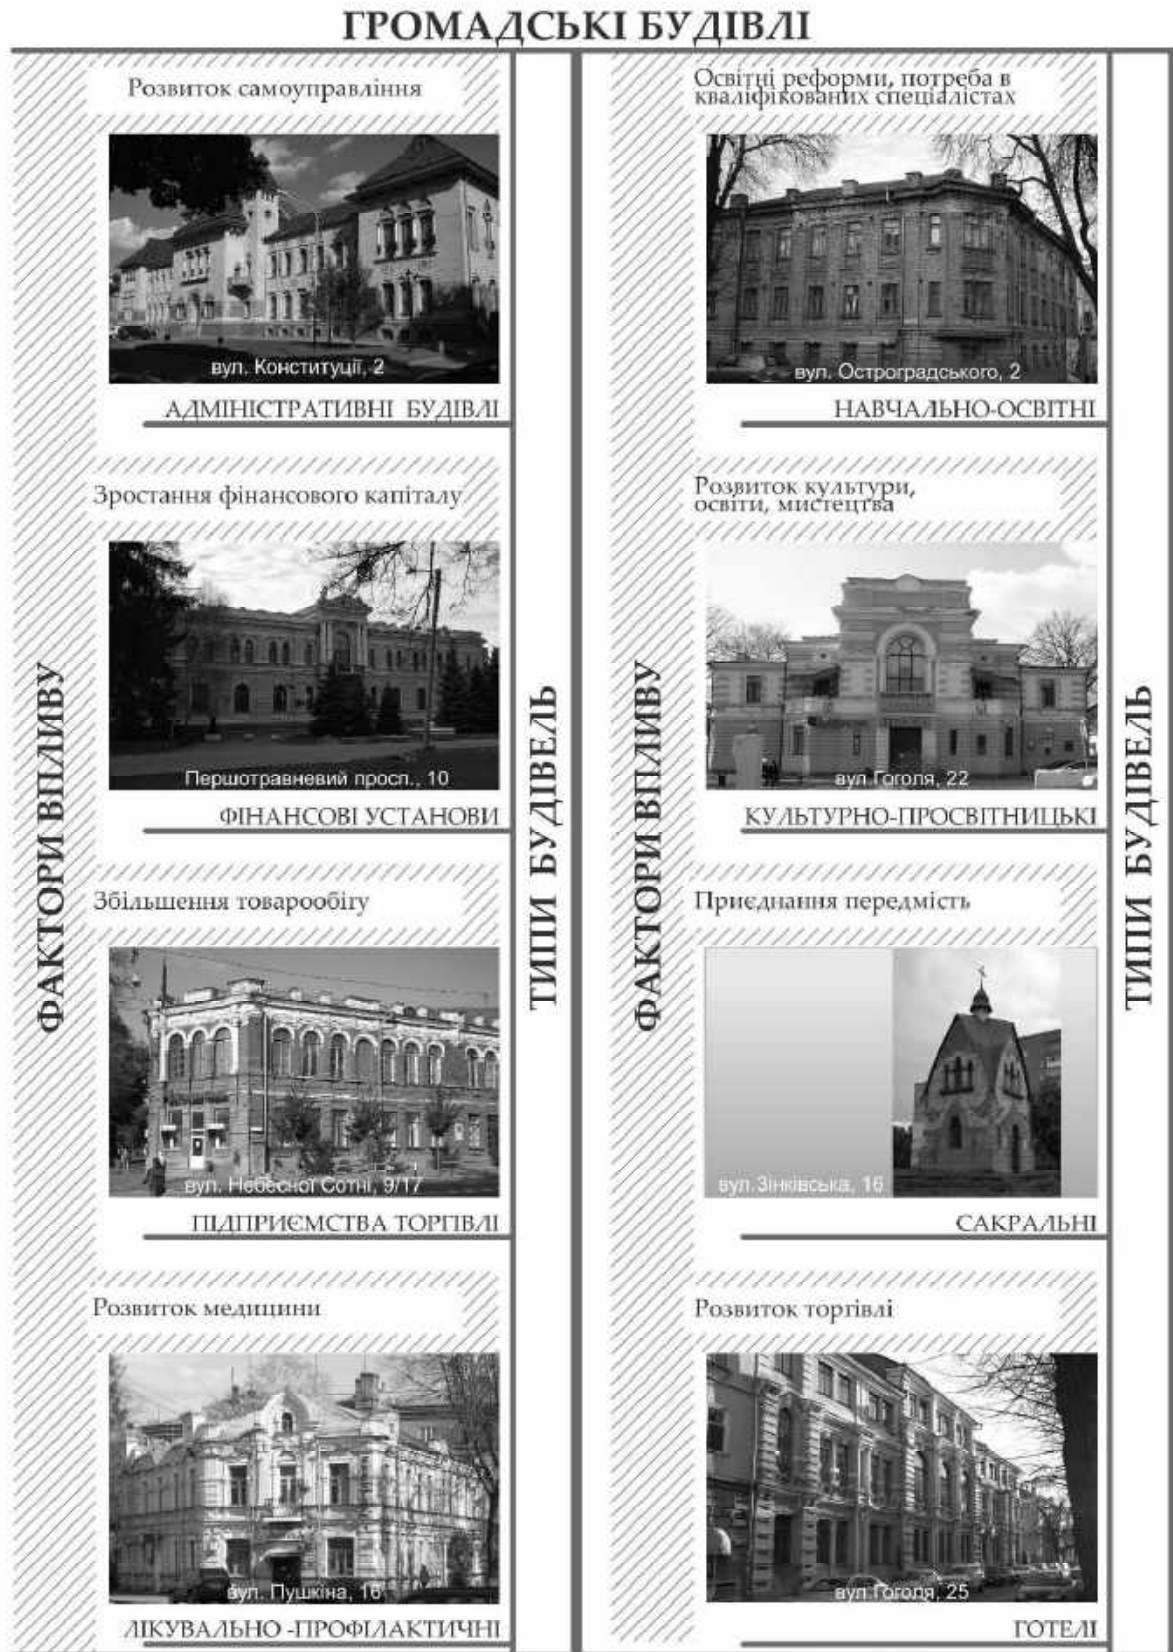 ГРОМАДСЬКІ БУДІВЛІ
ФАКТОРИ ВПЛИВУ
Розвиток самоуправління
вул. Конституції, 2
АДМІНІСТРАТИВНІ БУДІВЛІ
Зростання фінансового капіталу
Першотравневий просп., 10
ФІНАНСОВІ УСТАНОВИ
Збільшення товарообігу
вул. Небесної Сотні, 9/17
ПІДПРИЄМСТВА ТОРГІВЛІ
Розвиток медицини
вул. Пушкіна, 16
ЛІКУВАЛЬНО -ПРОФІЛАКТИЧНІ
ТИПИ БУДІВЕЛЬ
ФАКТОРИ ВПЛИВУ
Освітні реформи, потреба в
кваліфікованих спеціалістах
вул. Остроградського, 2
НАВЧАЛЬНО-ОСВІТНІ
Розвиток культури,
освіти, мистецтва
вул.Гоголя, 22
КУЛЬТУРНО-ПРОСВІТНИЦЬКІ
Приєднання передмість
вул.Зіньківська, 16
САКРАЛЬНІ
Розвиток торгівлі
вул.Гоголя, 25
ГОТЕЛІ
ТИПИ БУДІВЕЛЬ